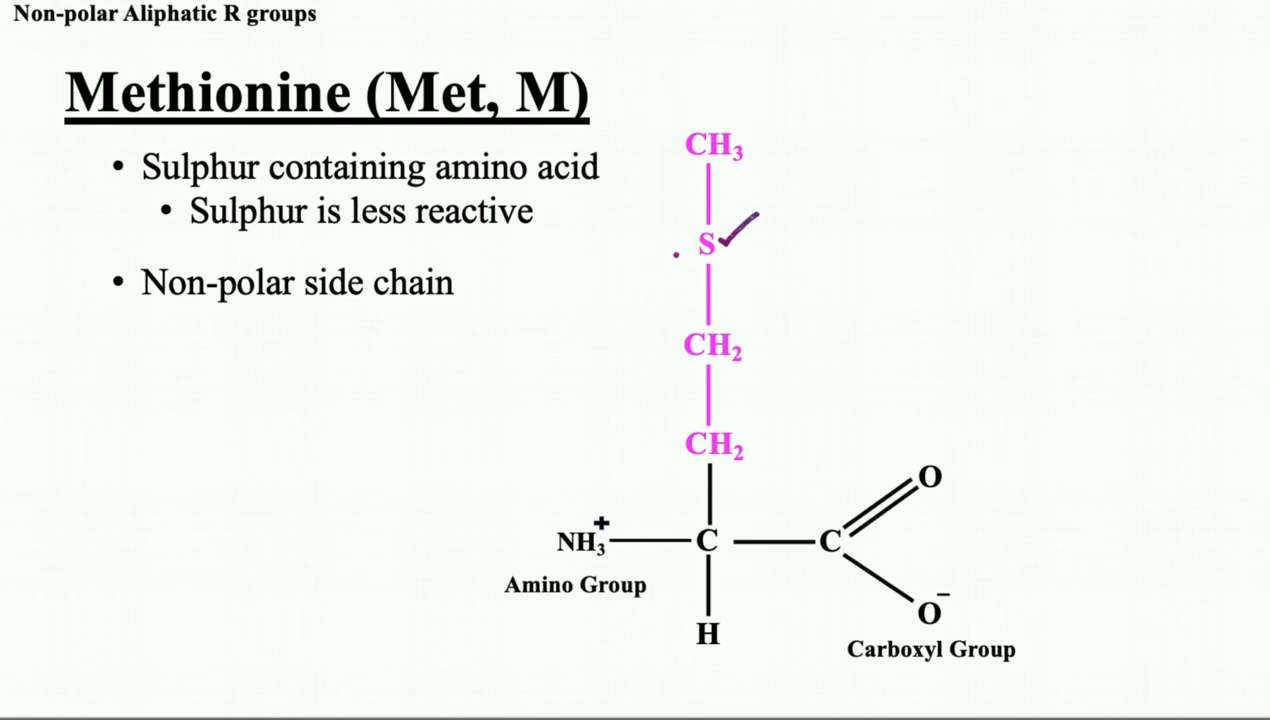 Non-polar Aliphatic R groups
Methionine (Met, M)
• Sulphur containing amino acid
• Sulphur is less reactive
• Non-polar side chain
CH₃
S
CH₂
CH₂
O
NH₃⁺ C C
Amino Group
O⁻
H
Carboxyl Group